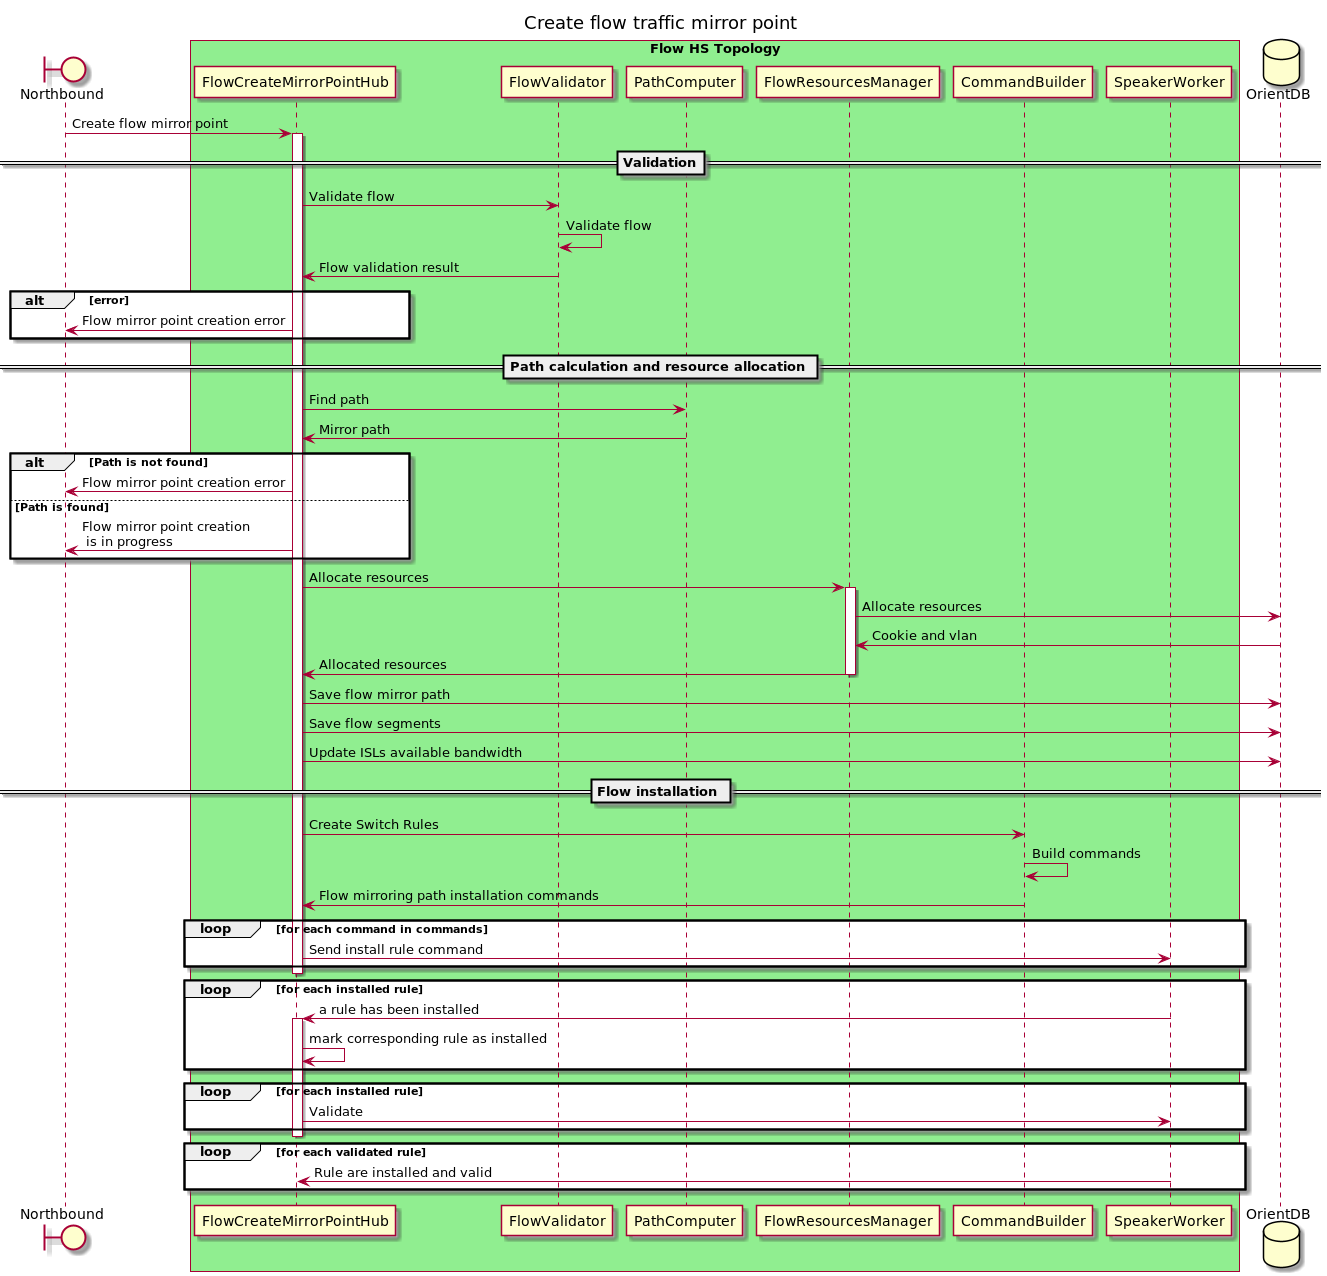 Create flow traffic mirror point
Flow HS Topology
Northbound
FlowCreateMirrorPointHub
FlowValidator
PathComputer
FlowResourcesManager
CommandBuilder
SpeakerWorker
OrientDB
Create flow mirror point
Validation
Validate flow
Validate flow
Flow validation result
alt
[error]
Flow mirror point creation error
Path calculation and resource allocation
Find path
Mirror path
alt
[Path is not found]
Flow mirror point creation error
[Path is found]
Flow mirror point creation
is in progress
Allocate resources
Allocate resources
Cookie and vlan
Allocated resources
Save flow mirror path
Save flow segments
Update ISLs available bandwidth
Flow installation
Create Switch Rules
Build commands
Flow mirroring path installation commands
loop
[for each command in commands]
Send install rule command
loop
[for each installed rule]
a rule has been installed
mark corresponding rule as installed
loop
[for each installed rule]
Validate
loop
[for each validated rule]
Rule are installed and valid
Northbound
FlowCreateMirrorPointHub
FlowValidator
PathComputer
FlowResourcesManager
CommandBuilder
SpeakerWorker
OrientDB